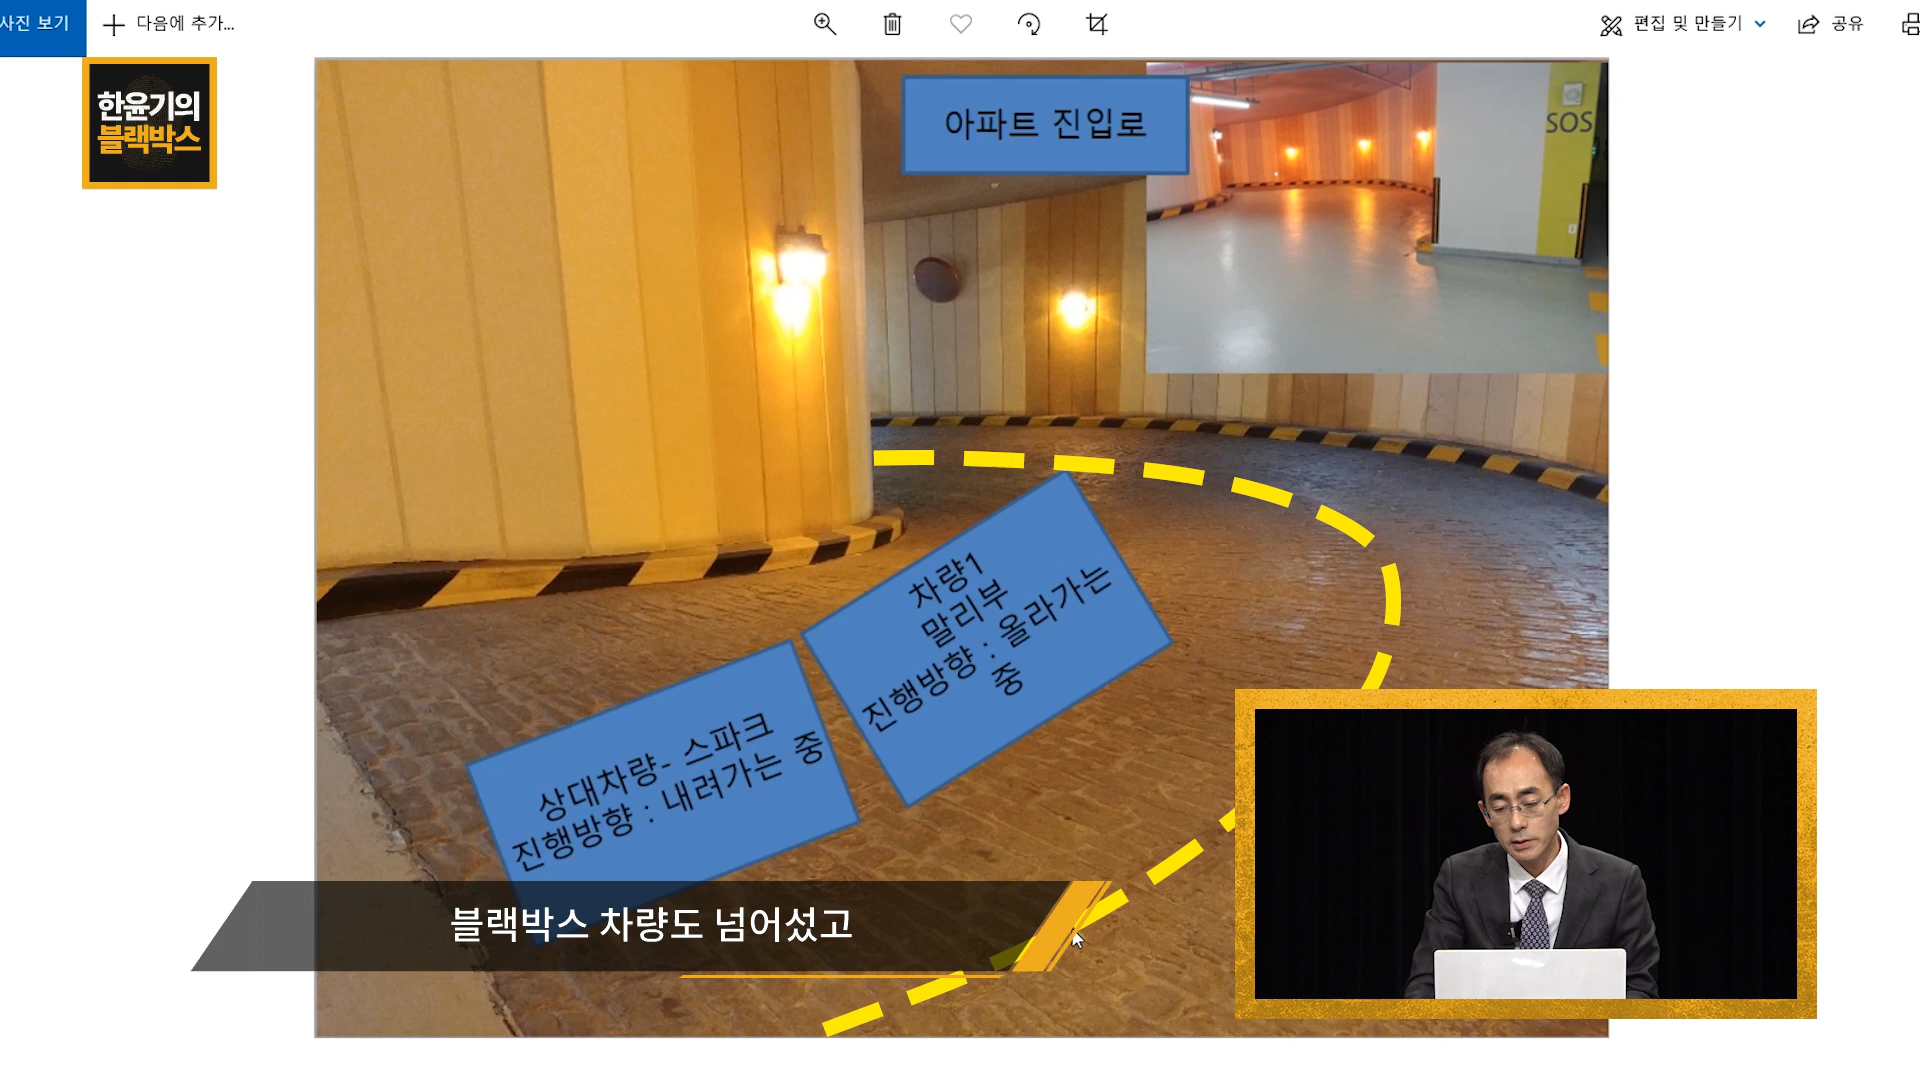 사진 보기
다음에 추가...
편집 및 만들기
공유
한윤기의
블랙박스
아파트 진입로
SOS
차량1
말리부
진행방향 : 올라가는
중
상대차량- 스파크
진행방향 : 내려가는 중
블랙박스 차량도 넘어섰고